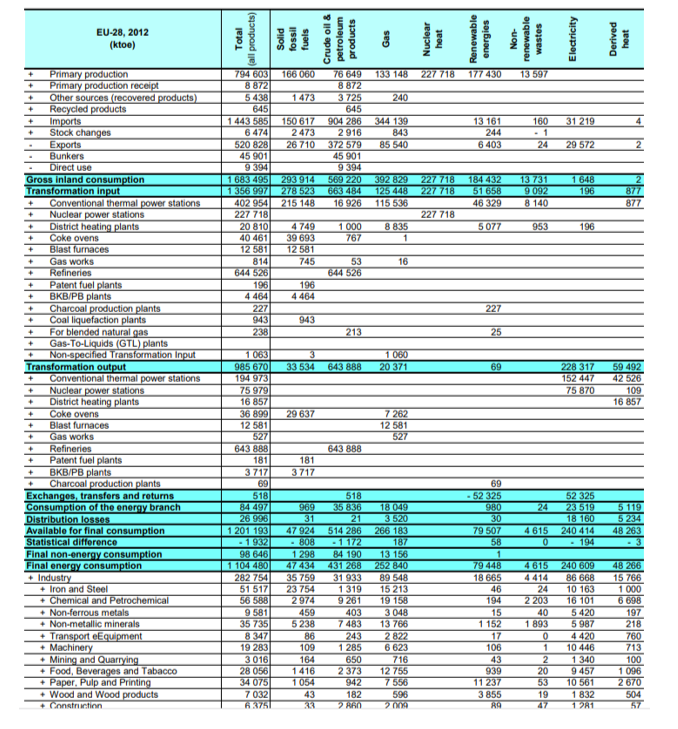 EU-28, 2012 (ktoe) Total (all products) Solid fossil fuels Crude oil & petroleum products Gas Nuclear heat Renewable energies Non-renewable wastes Electricity Derived heat
+ Primary production 794 603 166 060 76 649 133 148 227 718 177 430 13 597
+ Primary production receipt 8 872 8 872
+ Other sources (recovered products) 5 438 1 473 3 725 240
+ Recycled products 645 645
+ Imports 1 443 585 150 617 904 286 344 139 13 161 160 31 219 4
+ Stock changes 6 474 2 473 2 916 843 244 - 1
- Exports 520 828 26 710 372 579 85 540 6 403 24 29 572 2
- Bunkers 45 901 45 901
- Direct use 9 394 9 394
Gross inland consumption 1 683 495 293 914 569 220 392 829 227 718 184 432 13 731 1 648 2
Transformation input 1 356 997 278 523 663 484 125 448 227 718 51 658 9 092 196 877
+ Conventional thermal power stations 402 954 215 148 16 926 115 536 46 329 8 140 877
+ Nuclear power stations 227 718 227 718
+ District heating plants 20 810 4 749 1 000 8 835 5 077 953 196
+ Coke ovens 40 461 39 693 767 1
+ Blast furnaces 12 581 12 581
+ Gas works 814 745 53 16
+ Refineries 644 526 644 526
+ Patent fuel plants 196 196
+ BKB/PB plants 4 464 4 464
+ Charcoal production plants 227 227
+ Coal liquefaction plants 943 943
+ For blended natural gas 238 213 25
+ Gas-To-Liquids (GTL) plants
+ Non-specified Transformation Input 1 063 3 1 060
Transformation output 985 670 33 534 643 888 20 371 69 228 317 59 492
+ Conventional thermal power stations 194 973 152 447 42 526
+ Nuclear power stations 75 979 75 870 109
+ District heating plants 16 857 16 857
+ Coke ovens 36 899 29 637 7 262
+ Blast furnaces 12 581 12 581
+ Gas works 527 527
+ Refineries 643 888 643 888
+ Patent fuel plants 181 181
+ BKB/PB plants 3 717 3 717
+ Charcoal production plants 69 69
Exchanges, transfers and returns 518 518 - 52 325 52 325
Consumption of the energy branch 84 497 969 35 836 18 049 980 24 23 519 5 119
Distribution losses 26 996 31 21 3 520 30 18 160 5 234
Available for final consumption 1 201 193 47 924 514 286 266 183 79 507 4 615 240 414 48 263
Statistical difference - 1 932 - 808 - 1 172 187 58 0 - 194 - 3
Final non-energy consumption 98 646 1 298 84 190 13 156 1
Final energy consumption 1 104 480 47 434 431 268 252 840 79 448 4 615 240 609 48 266
+ Industry 282 754 35 759 31 933 89 548 18 665 4 414 86 668 15 766
+ Iron and Steel 51 517 23 754 1 319 15 213 46 24 10 163 1 000
+ Chemical and Petrochemical 56 588 2 974 9 261 19 158 194 2 203 16 101 6 698
+ Non-ferrous metals 9 581 459 403 3 048 15 40 5 420 197
+ Non-metallic minerals 35 735 5 238 7 483 13 766 1 152 1 893 5 987 218
+ Transport eEquipment 8 347 86 243 2 822 17 0 4 420 760
+ Machinery 19 283 109 1 285 6 623 106 1 10 446 713
+ Mining and Quarrying 3 016 164 650 716 43 2 1 340 100
+ Food, Beverages and Tabacco 28 056 1 416 2 373 12 755 939 20 9 457 1 096
+ Paper, Pulp and Printing 34 075 1 054 942 7 556 11 237 53 10 561 2 670
+ Wood and Wood products 7 032 43 182 596 3 855 19 1 832 504
+ Construction 6 375 33 2 860 2 009 89 47 1 281 57